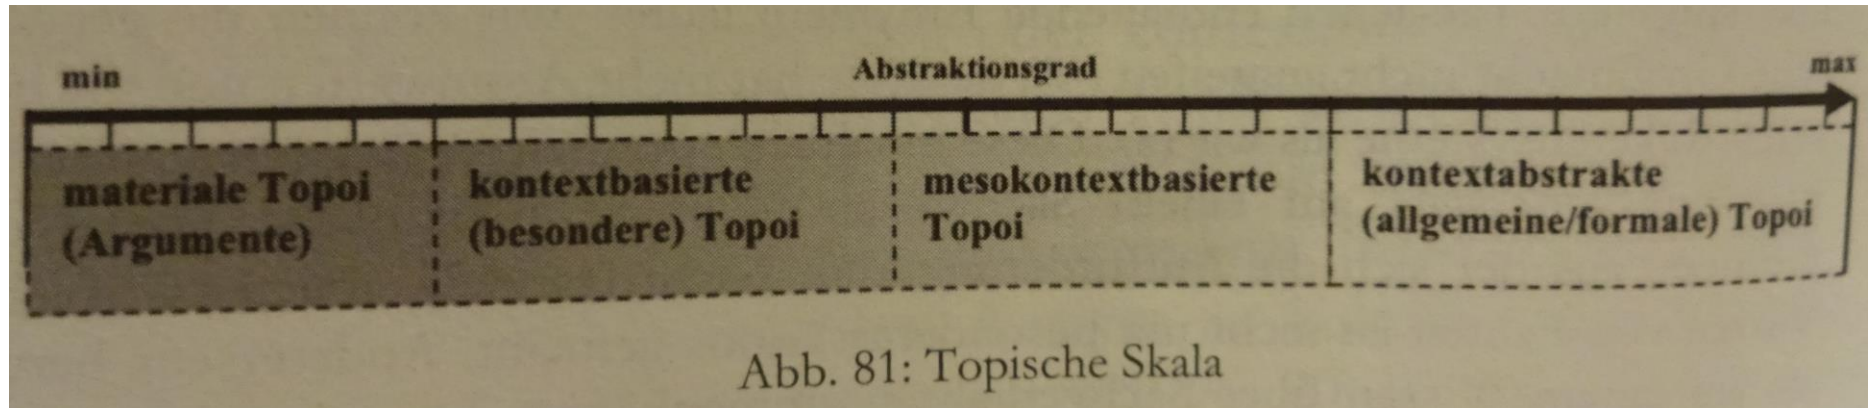 min Abstraktionsgrad max
materiale Topoi
(Argumente)
kontextbasierte
(besondere) Topoi
mesokontextbasierte
Topoi
kontextabstrakte
(allgemeine/formale) Topoi
Abb. 81: Topische Skala